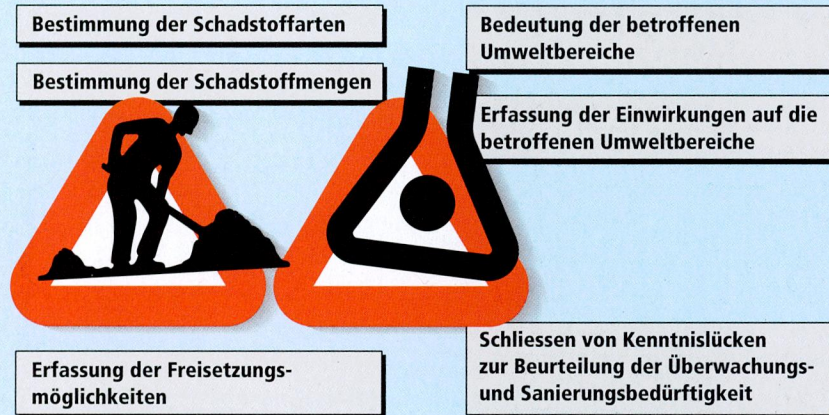 Bestimmung der Schadstoffarten
Bestimmung der Schadstoffmengen
Erfassung der Freisetzungs-
möglichkeiten
Bedeutung der betroffenen
Umweltbereiche
Erfassung der Einwirkungen auf die
betroffenen Umweltbereiche
Schliessen von Kenntnislücken
zur Beurteilung der Überwachungs-
und Sanierungsbedürftigkeit